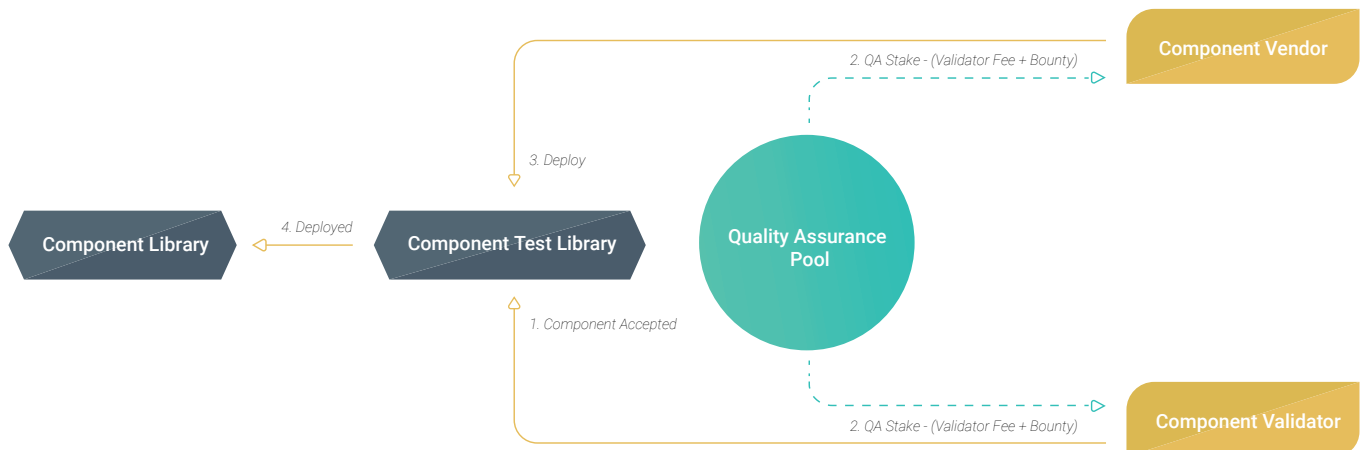 Component Vendor
2. QA Stake - (Validator Fee + Bounty)
3. Deploy
Component Library
4. Deployed
Component Test Library
Quality Assurance
Pool
1. Component Accepted
2. QA Stake - (Validator Fee + Bounty)
Component Validator